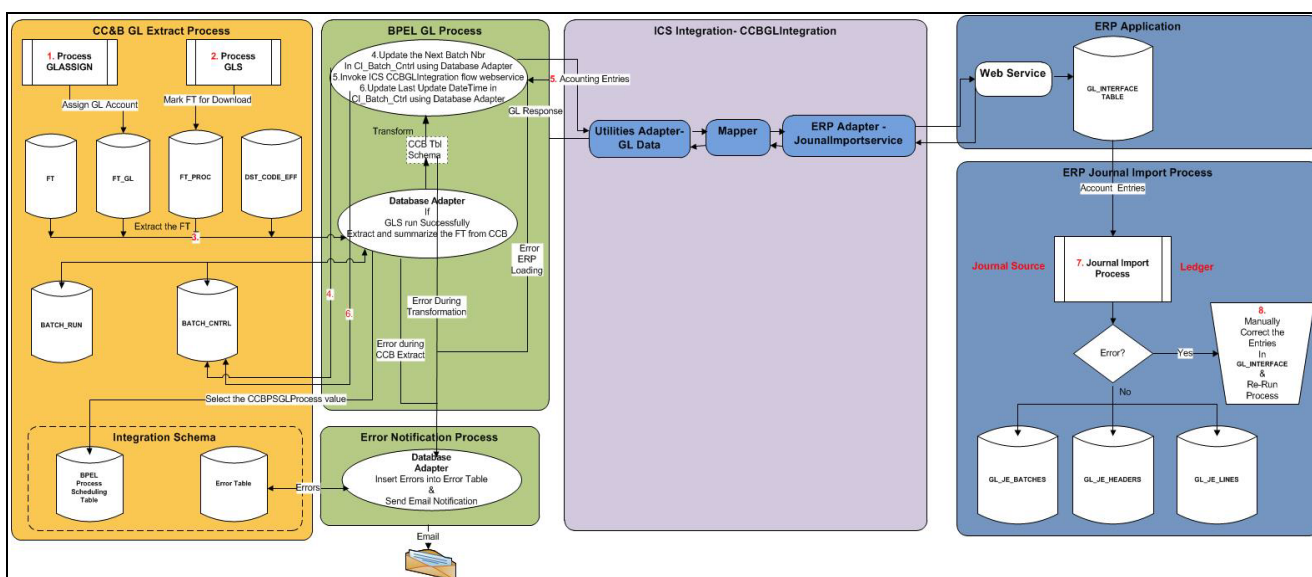 CC&B GL Extract Process
1. Process
GLASSIGN
2. Process
GLS
Assign GL Account
Mark FT for Download
FT
FT_GL
FT_PROC
DST_CODE_EFF
Extract the FT
3.
BATCH_RUN
BATCH_CNTRL
Select the CCBPSGLProcess value
Integration Schema
BPEL
Process
Scheduling
Table
Error Table
Errors
BPEL GL Process
4.Update the Next Batch Nbr
In CI_Batch_Cntrl using Database Adapter
5.Invoke ICS CCBGLIntegration flow webservice
6.Update Last Update DateTime in
CI_Batch_Ctrl using Database Adapter
Transform
CCB Tbl
Schema
Database Adapter
If
GLS run Successfully
Extract and summarize the FT from CCB
4.
6.
Error During
Transformation
Error during
CCB Extract
Error
ERP
Loading
Error Notification Process
Database
Adapter
Insert Errors into Error Table
&
Send Email Notification
Email
ICS Integration- CCBGLIntegration
5. Acounting Entries
GL Response
Utilities Adapter-
GL Data
Mapper
ERP Adapter -
JounalImportservice
ERP Application
Web Service
GL_INTERFACE
TABLE
ERP Journal Import Process
Account Entries
Journal Source
7. Journal Import
Process
Ledger
Error?
Yes
No
8.
Manually
Correct the
Entries
In
GL_INTERFACE
&
Re-Run
Process
GL_JE_BATCHES
GL_JE_HEADERS
GL_JE_LINES